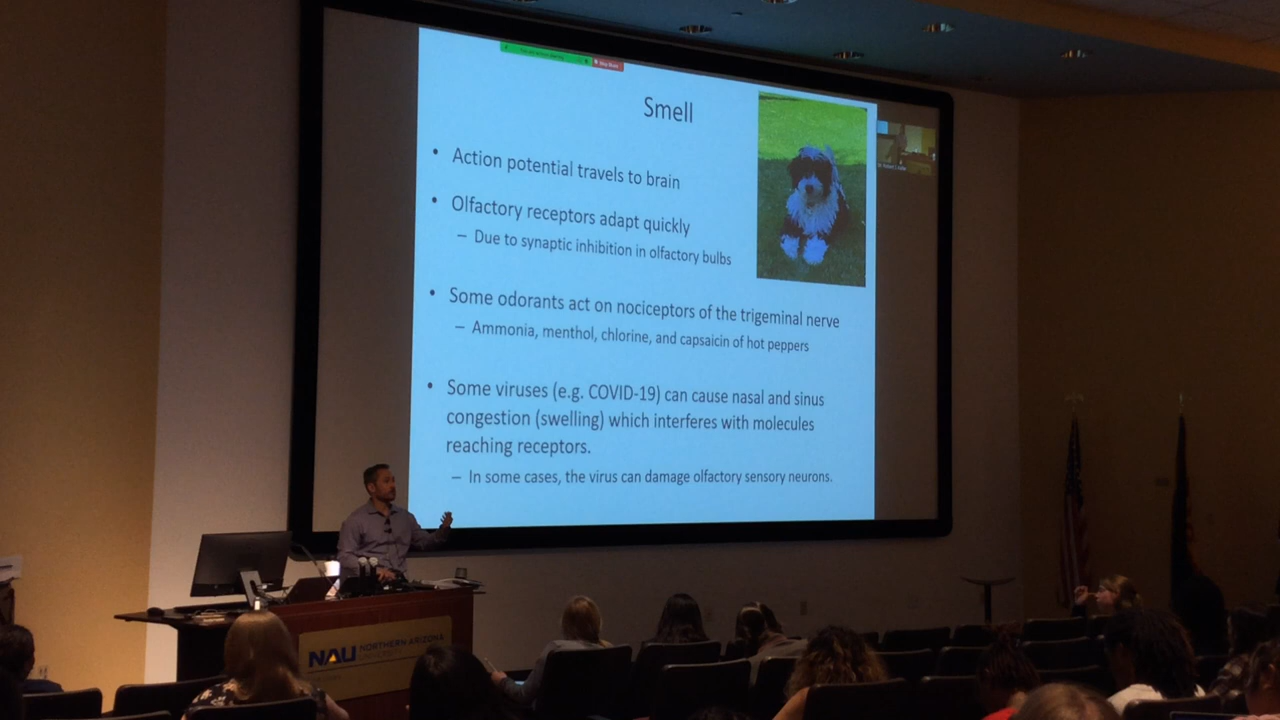 Smell
• Action potential travels to brain
• Olfactory receptors adapt quickly
– Due to synaptic inhibition in olfactory bulbs
• Some odorants act on nociceptors of the trigeminal nerve
– Ammonia, menthol, chlorine, and capsaicin of hot peppers
• Some viruses (e.g. COVID-19) can cause nasal and sinus
congestion (swelling) which interferes with molecules
reaching receptors.
– In some cases, the virus can damage olfactory sensory neurons.
NAU NORTHERN ARIZONA
UNIVERSITY